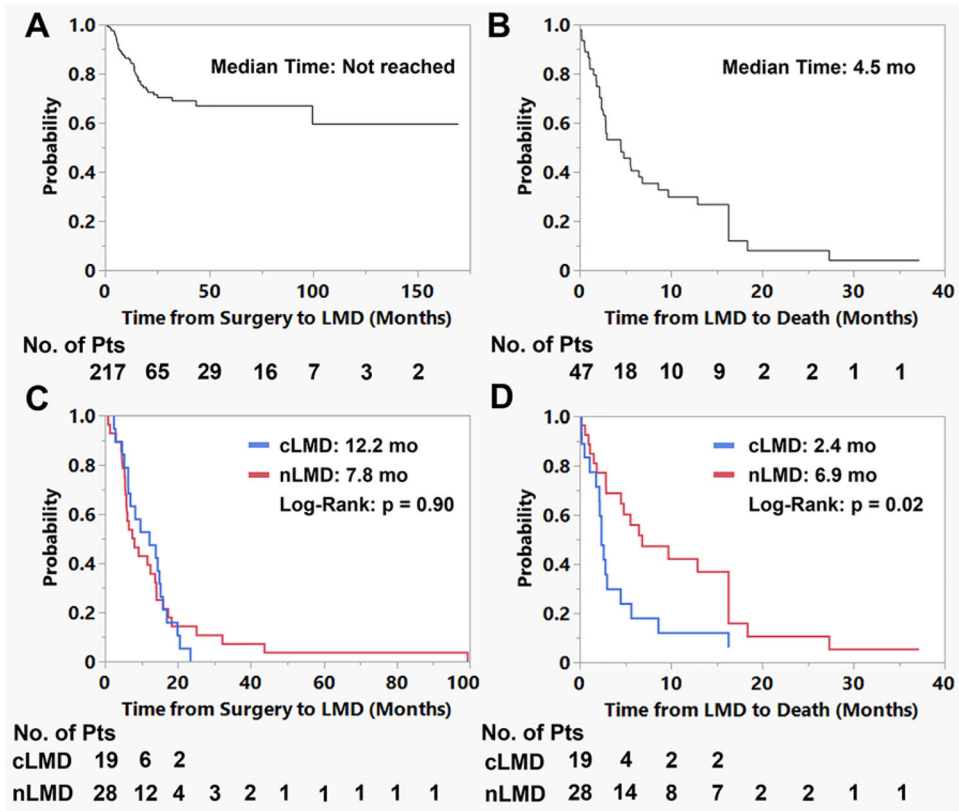 A
1.0
0.8
0.6
0.4
0.2
0
Probability
Median Time: Not reached
0 50 100 150
Time from Surgery to LMD (Months)
No. of Pts
217 65 29 16 7 3 2
B
1.0
0.8
0.6
0.4
0.2
0
Probability
Median Time: 4.5 mo
0 10 20 30 40
Time from LMD to Death (Months)
No. of Pts
47 18 10 9 2 2 1 1
C
1.0
0.8
0.6
0.4
0.2
0
Probability
cLMD: 12.2 mo
nLMD: 7.8 mo
Log-Rank: p = 0.90
0 20 40 60 80 100
Time from Surgery to LMD (Months)
No. of Pts
cLMD 19 6 2
nLMD 28 12 4 3 2 1 1 1 1 1
D
1.0
0.8
0.6
0.4
0.2
0
Probability
cLMD: 2.4 mo
nLMD: 6.9 mo
Log-Rank: p = 0.02
0 10 20 30 40
Time from LMD to Death (Months)
No. of Pts
cLMD 19 4 2 2
nLMD 28 14 8 7 2 2 1 1